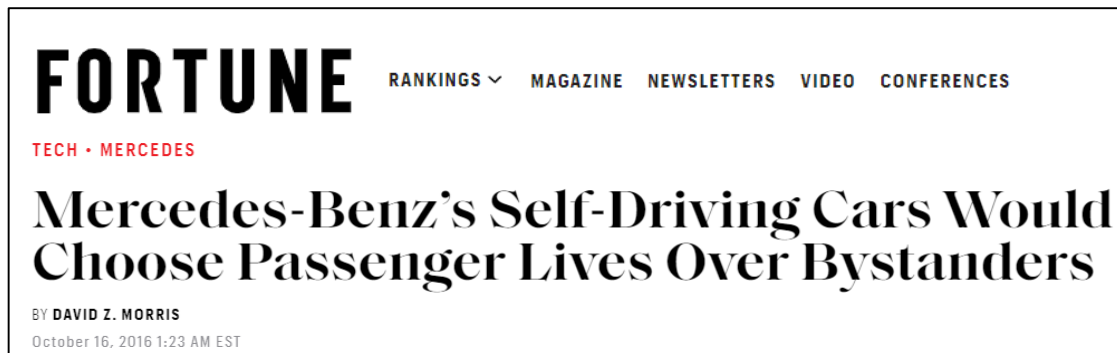 FORTUNE RANKINGS MAGAZINE NEWSLETTERS VIDEO CONFERENCES
TECH • MERCEDES
Mercedes-Benz’s Self-Driving Cars Would
Choose Passenger Lives Over Bystanders
BY DAVID Z. MORRIS
October 16, 2016 1:23 AM EST